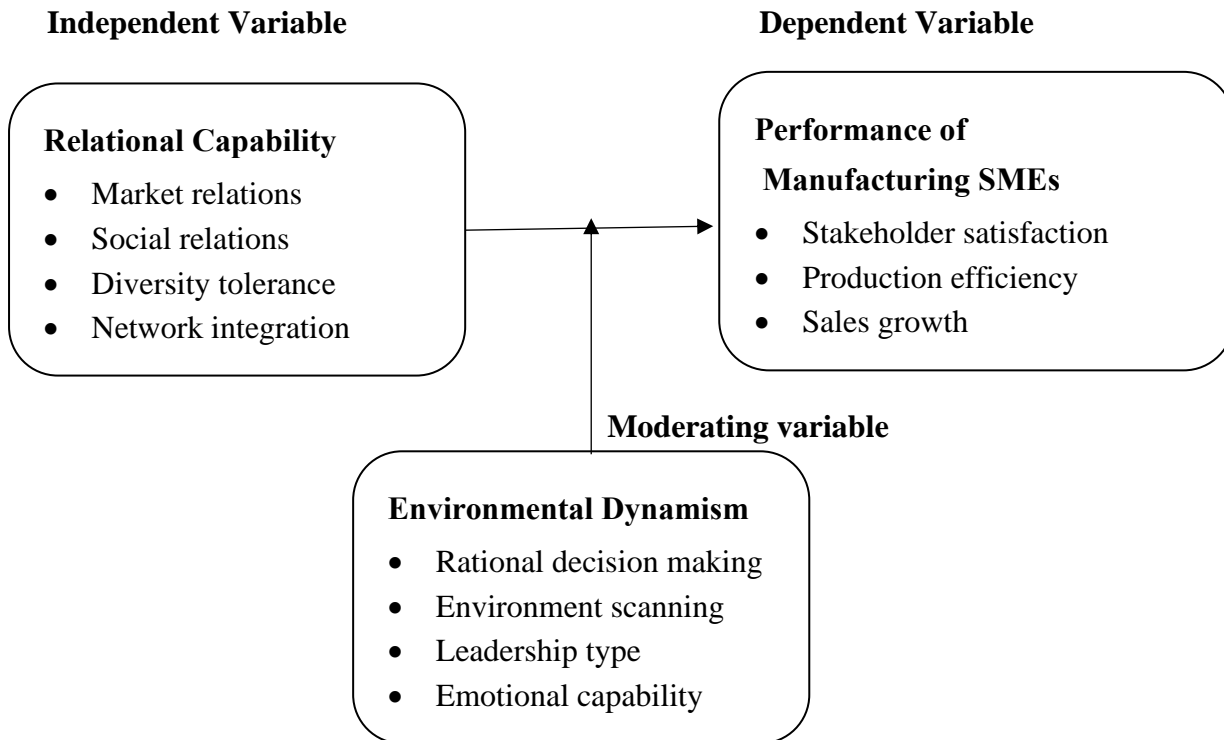 Independent Variable
Dependent Variable
Relational Capability
• Market relations
• Social relations
• Diversity tolerance
• Network integration
Performance of
Manufacturing SMEs
• Stakeholder satisfaction
• Production efficiency
• Sales growth
Moderating variable
Environmental Dynamism
• Rational decision making
• Environment scanning
• Leadership type
• Emotional capability